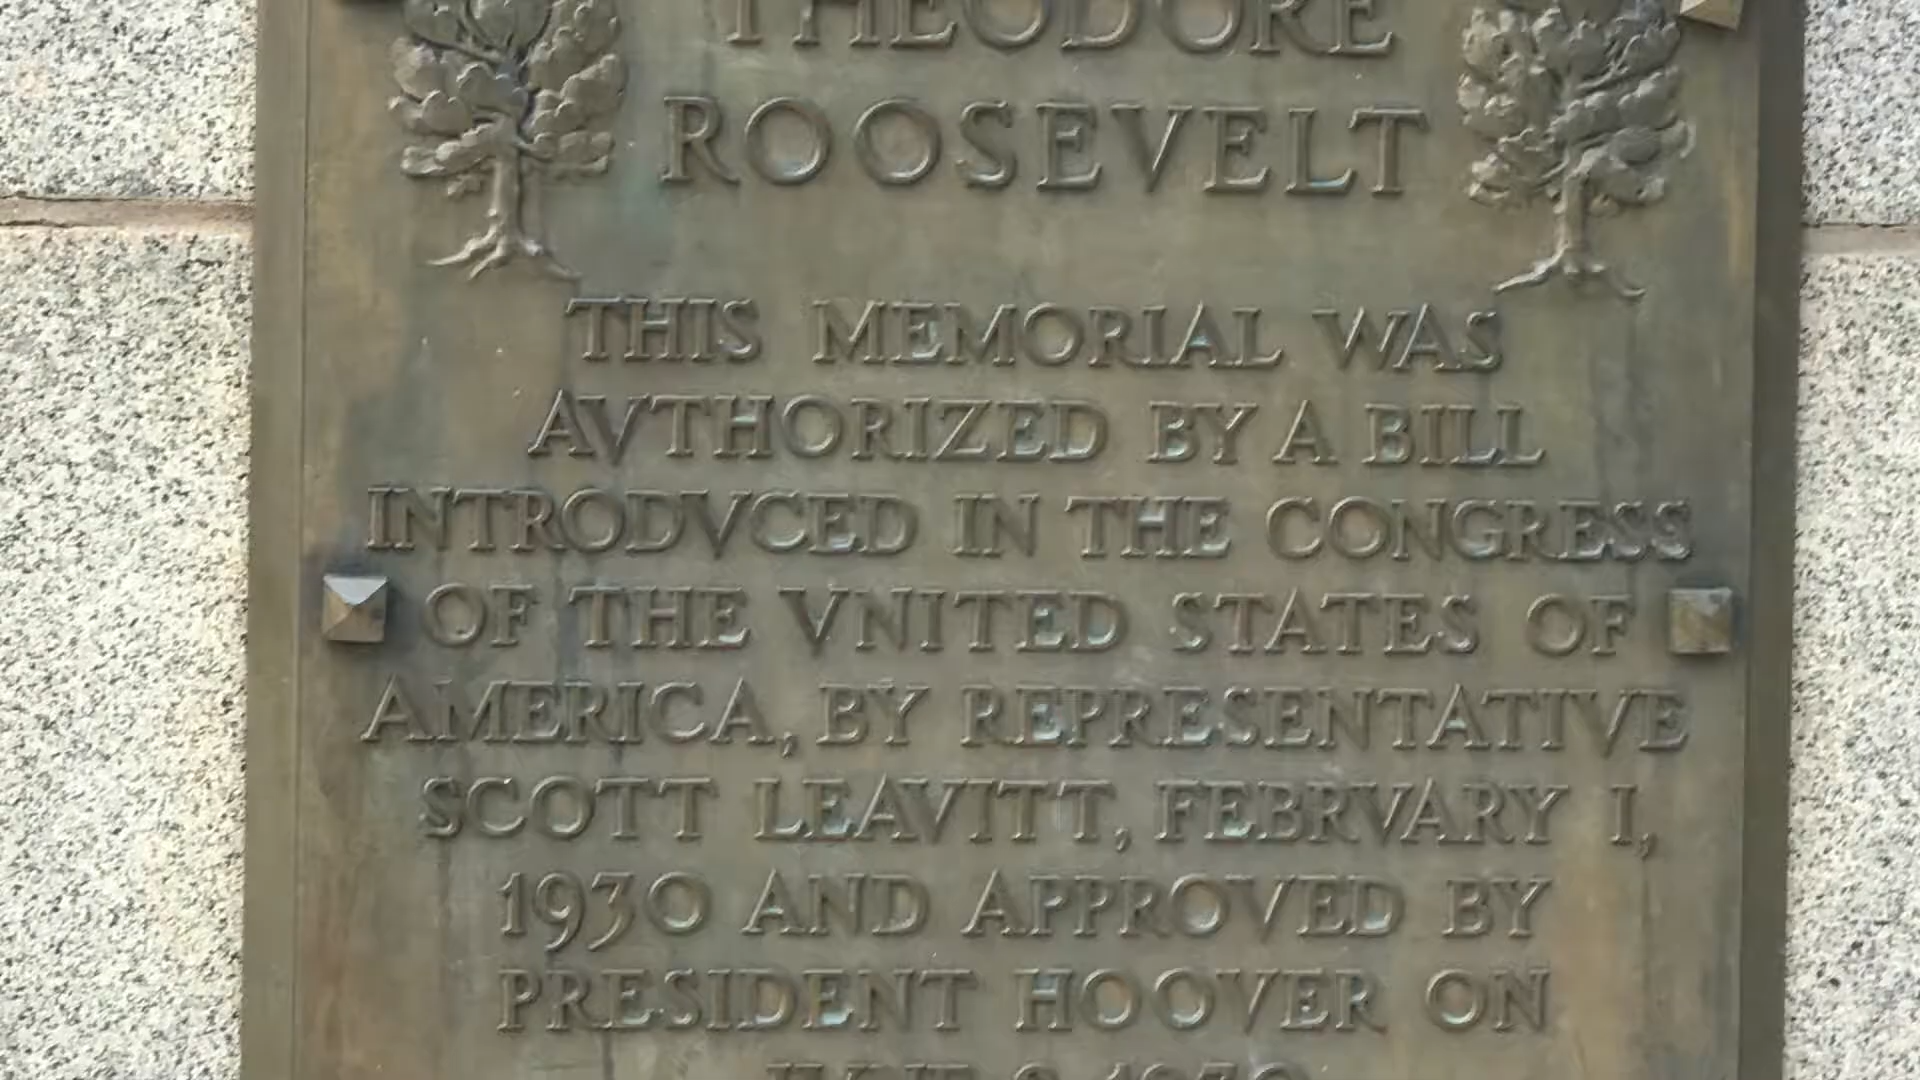 THEODORE
ROOSEVELT
THIS MEMORIAL WAS
AVTHORIZED BY A BILL
INTRODVCED IN THE CONGRESS
OF THE VNITED STATES OF
AMERICA, BY REPRESENTATIVE
SCOTT LEAVITT, FEBRVARY 1,
1930 AND APPROVED BY
PRESIDENT HOOVER ON